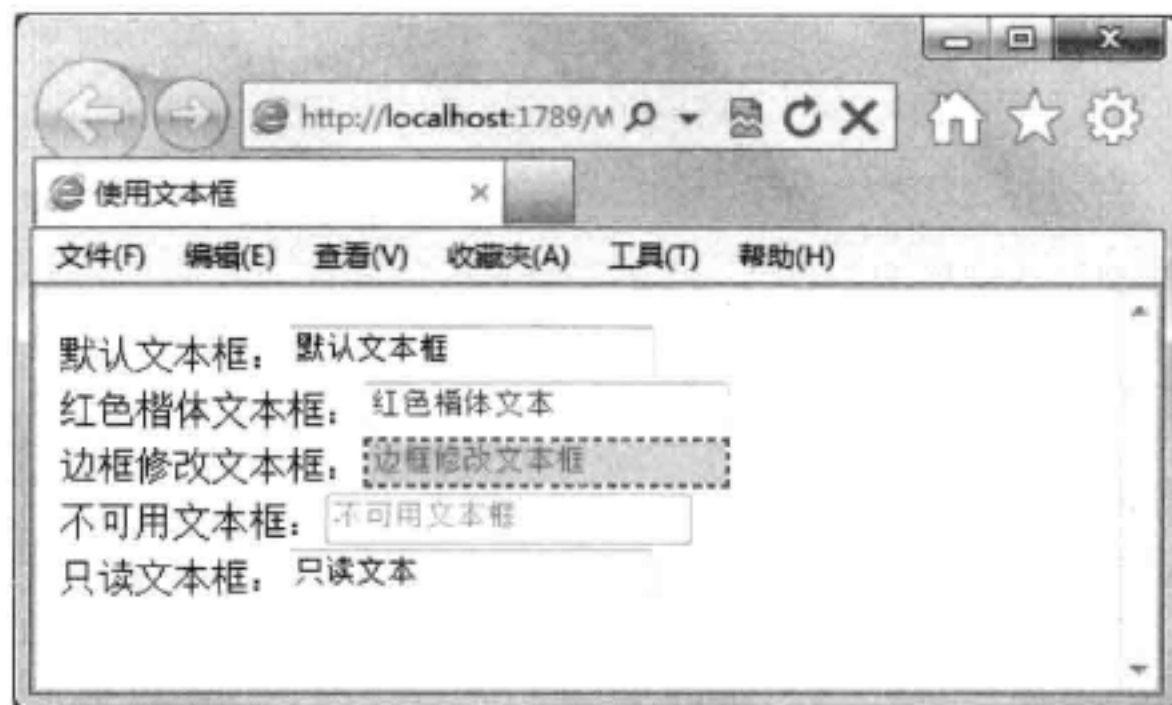 http://localhost:1789/W
使用文本框
文件(F) 编辑(E) 查看(V) 收藏夹(A) 工具(T) 帮助(H)
默认文本框：默认文本框
红色楷体文本框：红色楷体文本
边框修改文本框：边框修改文本框
不可用文本框：不可用文本框
只读文本框：只读文本